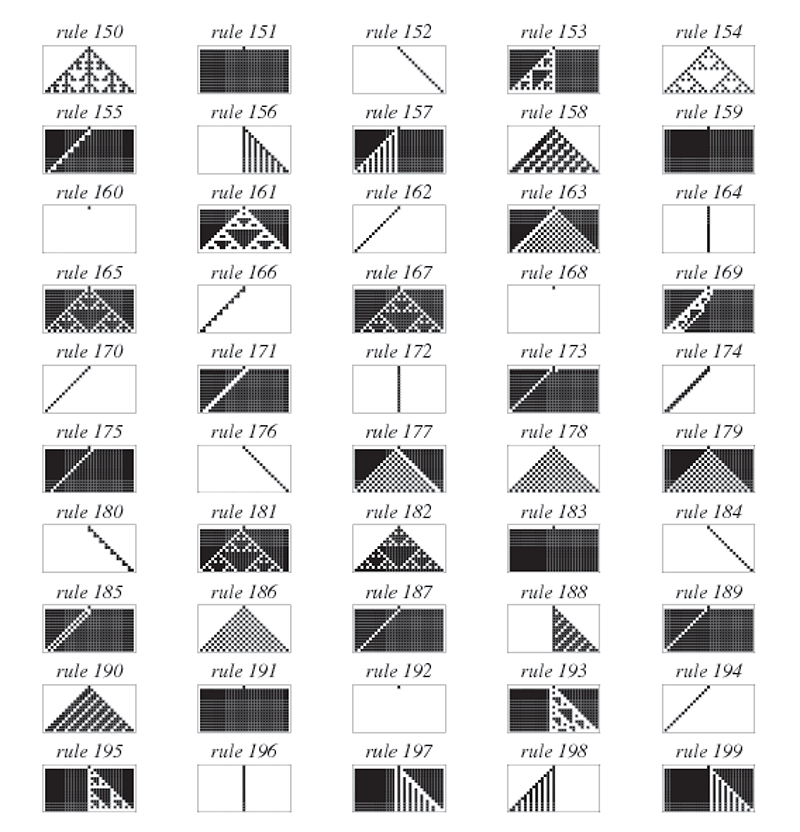 rule 150 rule 151 rule 152 rule 153 rule 154
rule 155 rule 156 rule 157 rule 158 rule 159
rule 160 rule 161 rule 162 rule 163 rule 164
rule 165 rule 166 rule 167 rule 168 rule 169
rule 170 rule 171 rule 172 rule 173 rule 174
rule 175 rule 176 rule 177 rule 178 rule 179
rule 180 rule 181 rule 182 rule 183 rule 184
rule 185 rule 186 rule 187 rule 188 rule 189
rule 190 rule 191 rule 192 rule 193 rule 194
rule 195 rule 196 rule 197 rule 198 rule 199